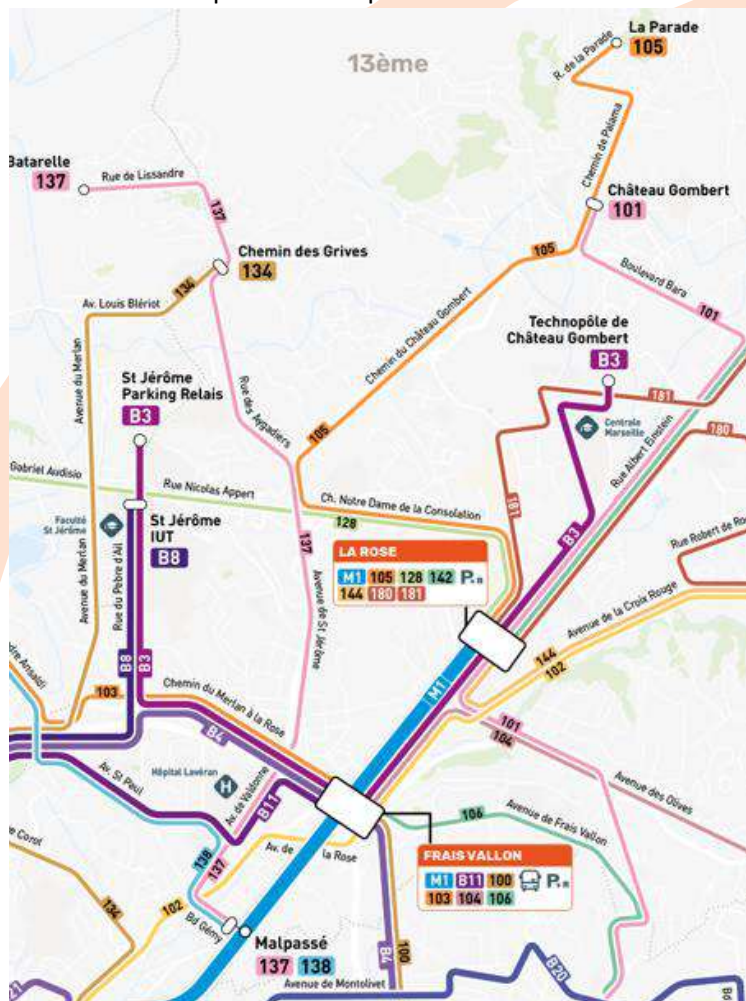 La Parade
105
R. de la Parade
13ème
Chemin de Palama
Batarelle
137
Rue de Lissandre
137
Château Gombert
101
Chemin des Grives
134
134
Av. Louis Blériot
105
Boulevard Bara
101
Chemin du Château Gombert
Technopôle de
Château Gombert
B3
Avenue du Merlan
St Jérôme
Parking Relais
B3
Rue des Aygadiers
181
Centrale
Marseille
180
105
Rue Albert Einstein
Gabriel Audisio
Rue Nicolas Appert
Ch. Notre Dame de la Consolation
128
181
Faculté
St Jérôme
St Jérôme
IUT
B8
137
B3
LA ROSE
M1 105 128 142 P+R
144 180 181
Avenue du Merlan
Rue du Pebre d'Ail
Avenue de St Jérôme
Avenue de la Croix Rouge
144
102
B8
B3
M1
103
Chemin du Merlan à la Rose
B4
101
104
Hôpital Lavéran
Av. St Paul
Av. de Valdonne
B11
Avenue des Olives
106
Avenue de Frais Vallon
Av. de la Rose
138
137
FRAIS VALLON
M1 B11 100 P+R
103 104 106
Corot
134
102
Bd Gémy
Malpassé
137 138
B4
100
Avenue de Montolivet
B20